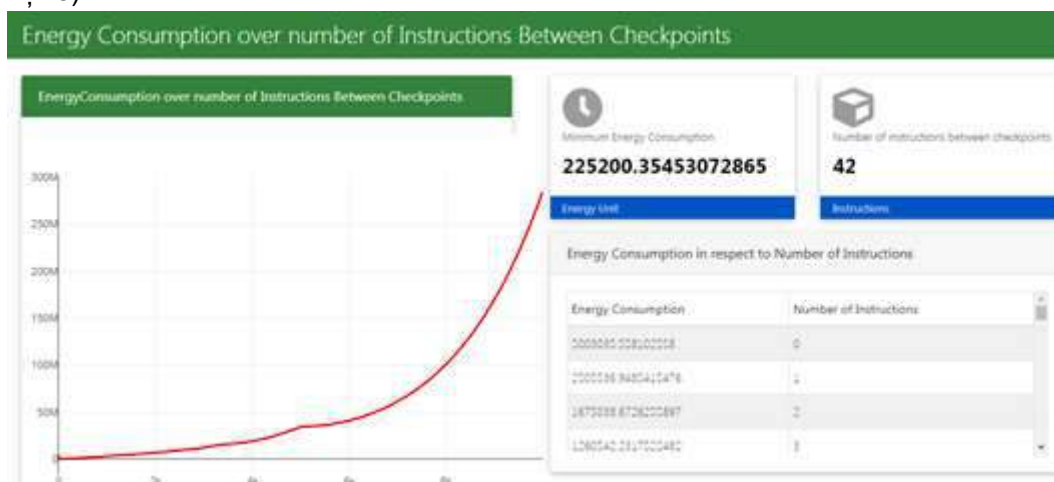 Energy Consumption over number of Instructions Between Checkpoints
EnergyConsumption over number of Instructions Between Checkpoints
Minimum Energy Consumption
225200.35453072865
Energy Unit
Number of instructions between checkpoints
42
Instructions
300M
250M
200M
150M
100M
50M
0
Energy Consumption in respect to Number of Instructions
Energy Consumption Number of Instructions
0
1
2
3